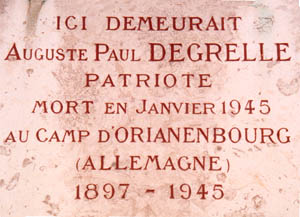 ICI DEMEURAIT
AUGUSTE PAUL DEGRELLE
PATRIOTE
MORT EN JANVIER 1945
AU CAMP D'ORIANENBOURG
(ALLEMAGNE)
1897 - 1945